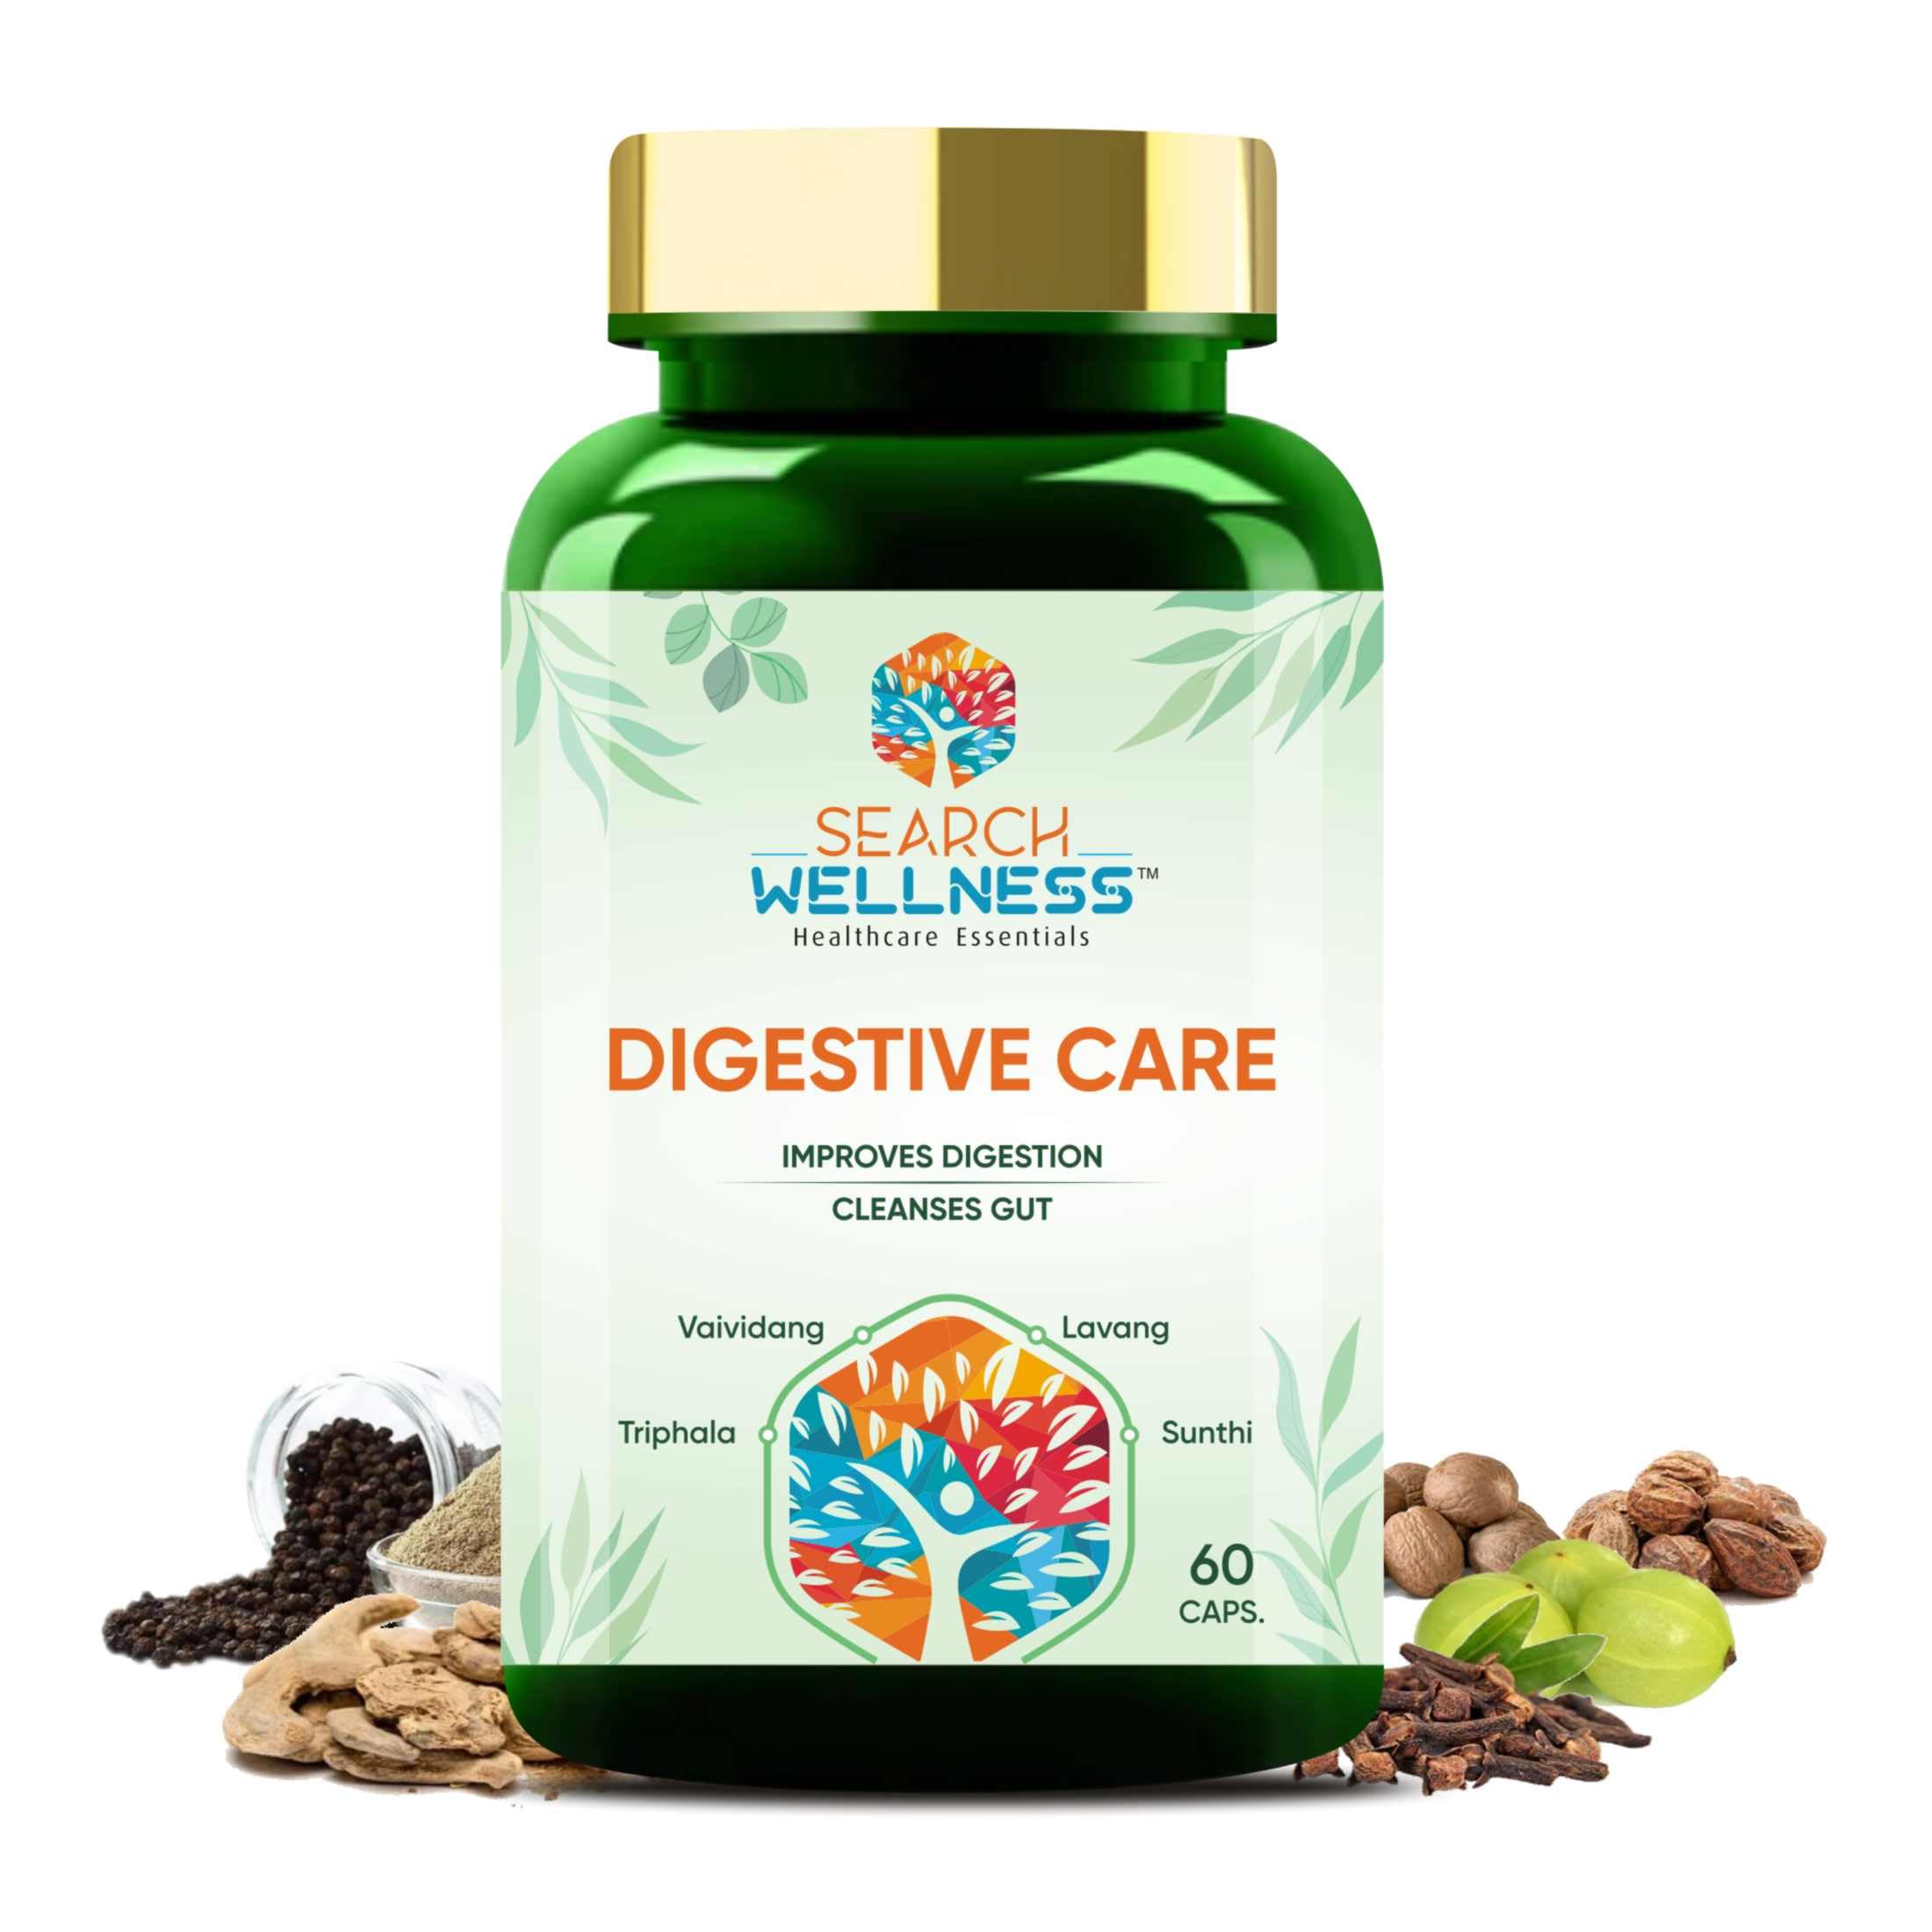 SEARCH
WELLNESS™
Healthcare Essentials
DIGESTIVE CARE
IMPROVES DIGESTION
CLEANSES GUT
Vaividang
Lavang
Triphala
Sunthi
60
CAPS.